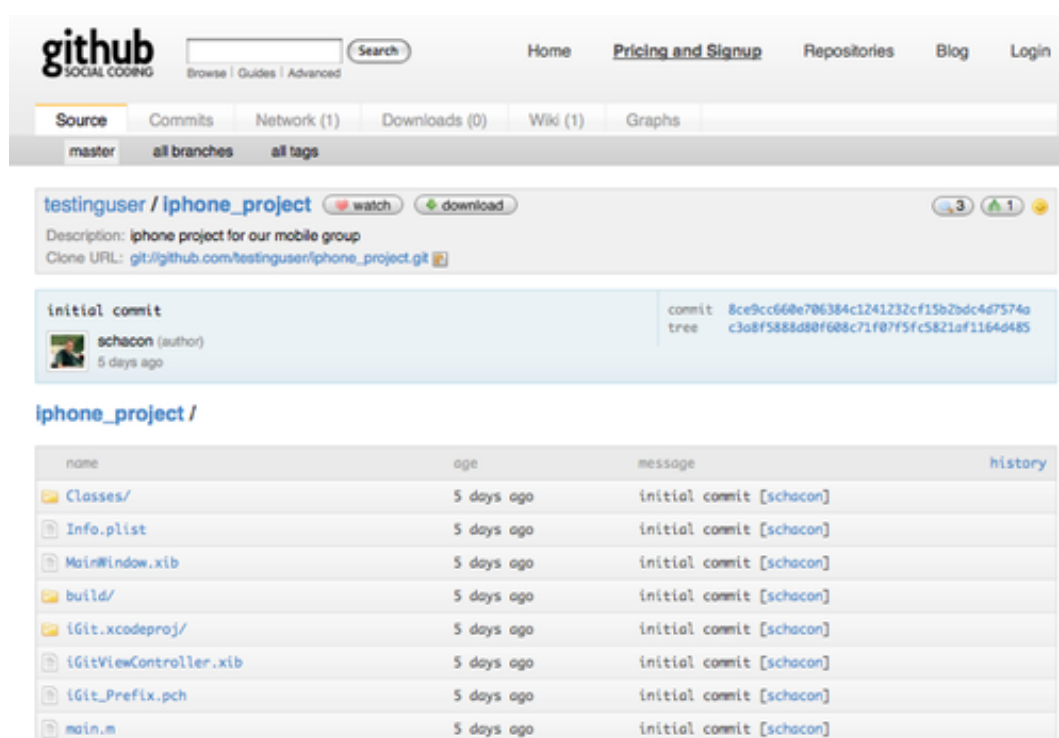 github
SOCIAL CODING
Search
Browse | Guides | Advanced
Home Pricing and Signup Repositories Blog Login
Source Commits Network (1) Downloads (0) Wiki (1) Graphs
master all branches all tags
testinguser / iphone_project watch download 3 1
Description: iphone project for our mobile group
Clone URL: git://github.com/testinguser/iphone_project.git
initial commit
schacon (author)
5 days ago
commit 8ce9cc660e706384c1241232cf15b2bdc4d7574a
tree c3a8f5888d80f608c71f07f5fc5821af1164d485
iphone_project /
name age message history
Classes/ 5 days ago initial commit [schacon]
Info.plist 5 days ago initial commit [schacon]
MainWindow.xib 5 days ago initial commit [schacon]
build/ 5 days ago initial commit [schacon]
iGit.xcodeproj/ 5 days ago initial commit [schacon]
iGitViewController.xib 5 days ago initial commit [schacon]
iGit_Prefix.pch 5 days ago initial commit [schacon]
main.m 5 days ago initial commit [schacon]